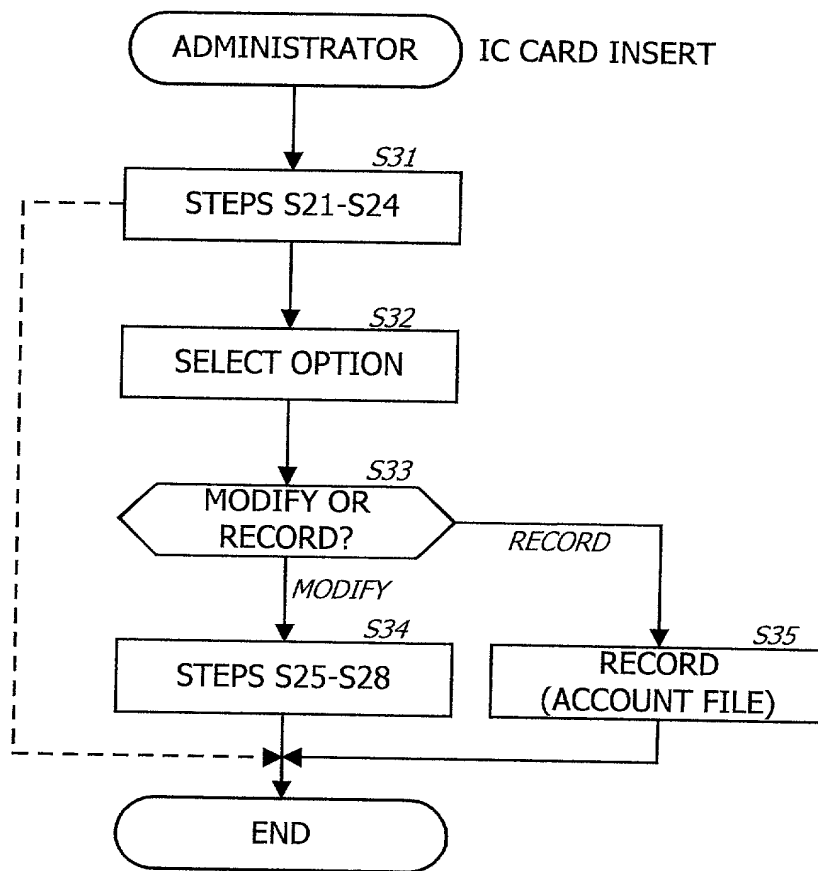 ADMINISTRATOR IC CARD INSERT
S31
STEPS S21-S24
S32
SELECT OPTION
S33
MODIFY OR
RECORD?
RECORD
MODIFY
S34
STEPS S25-S28
S35
RECORD
(ACCOUNT FILE)
END